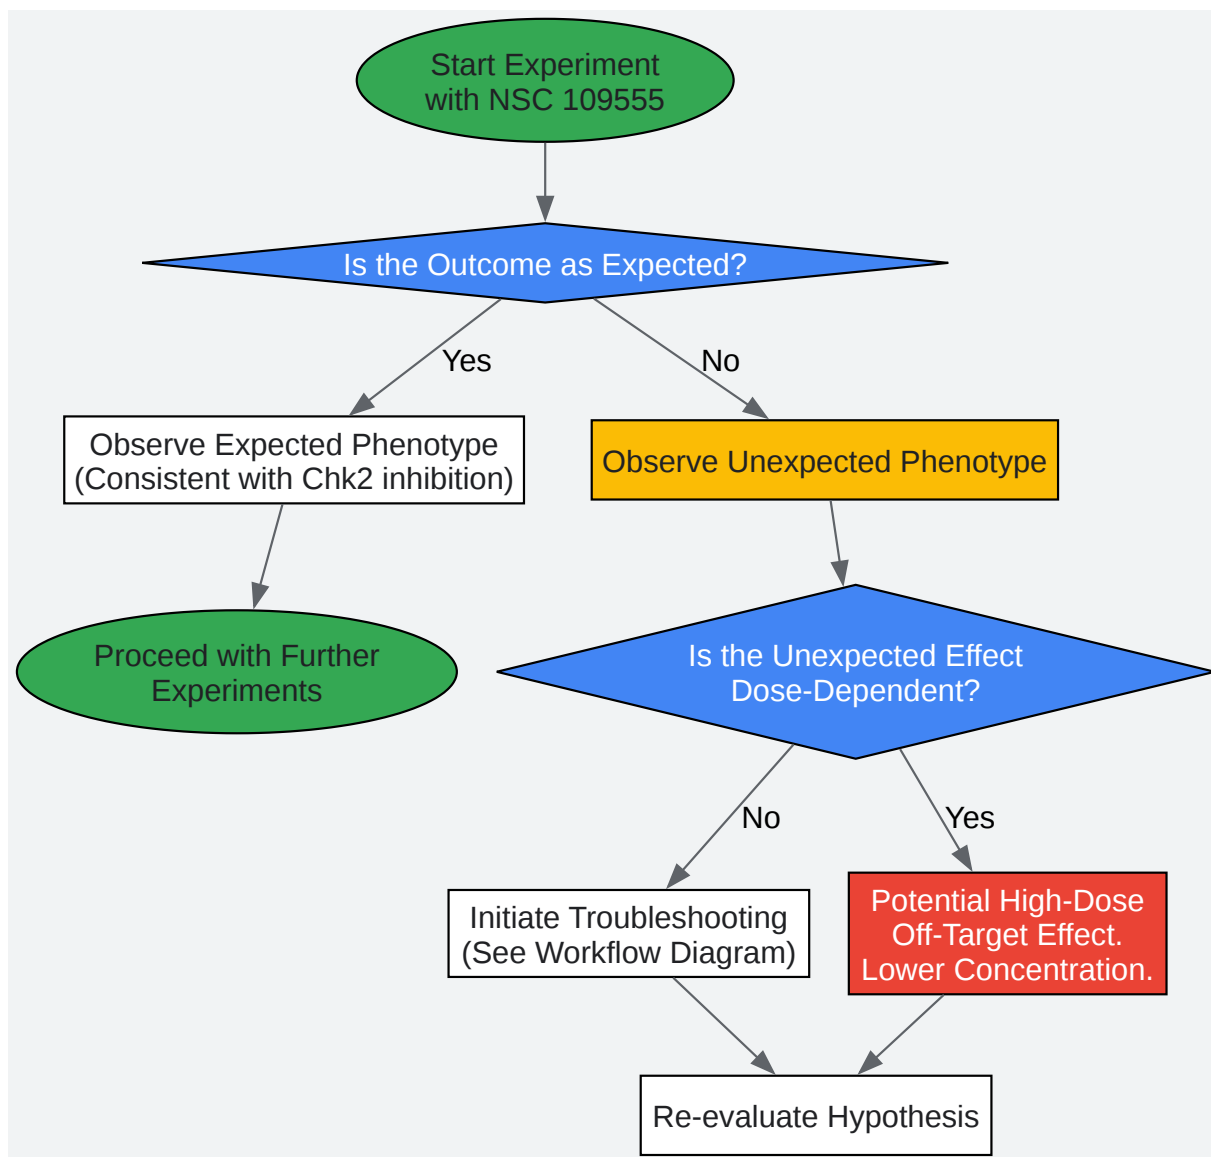 Start Experiment
with NSC 109555
Is the Outcome as Expected?
Yes
No
Observe Expected Phenotype
(Consistent with Chk2 inhibition)
Observe Unexpected Phenotype
Proceed with Further
Experiments
Is the Unexpected Effect
Dose-Dependent?
No
Yes
Initiate Troubleshooting
(See Workflow Diagram)
Potential High-Dose
Off-Target Effect.
Lower Concentration.
Re-evaluate Hypothesis